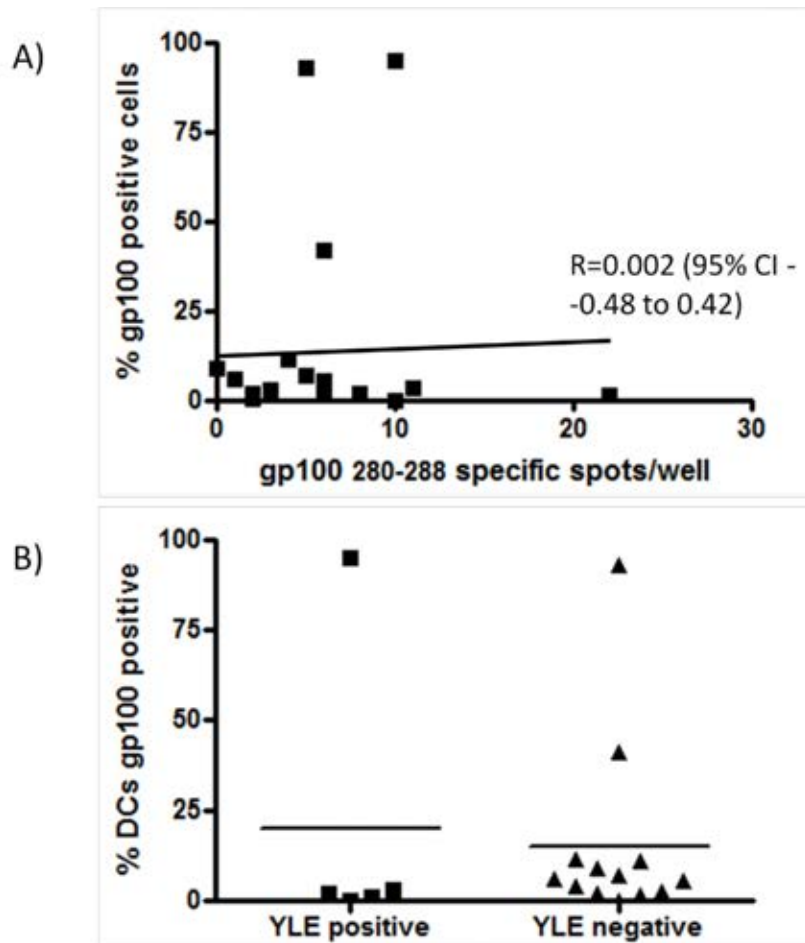 A)
% gp100 positive cells
100
75
50
25
0
R=0.002 (95% CI -
-0.48 to 0.42)
0 10 20 30
gp100 280-288 specific spots/well
B)
% DCs gp100 positive
100
75
50
25
0
YLE positive YLE negative